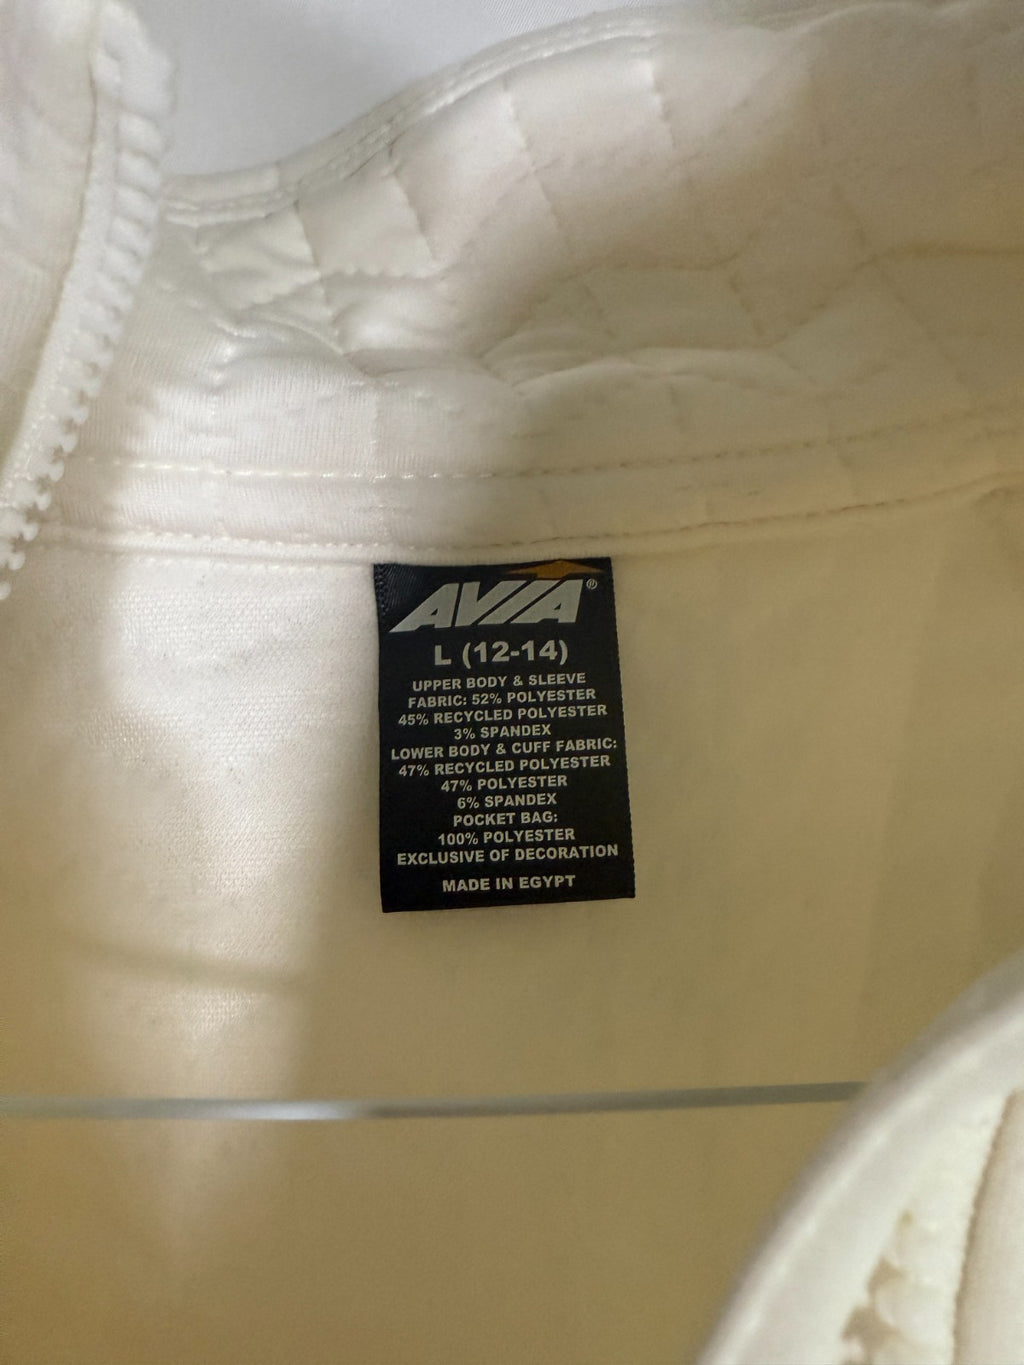 AVIA®
L (12-14)
UPPER BODY & SLEEVE
FABRIC: 52% POLYESTER
45% RECYCLED POLYESTER
3% SPANDEX
LOWER BODY & CUFF FABRIC:
47% RECYCLED POLYESTER
47% POLYESTER
6% SPANDEX
POCKET BAG:
100% POLYESTER
EXCLUSIVE OF DECORATION
MADE IN EGYPT